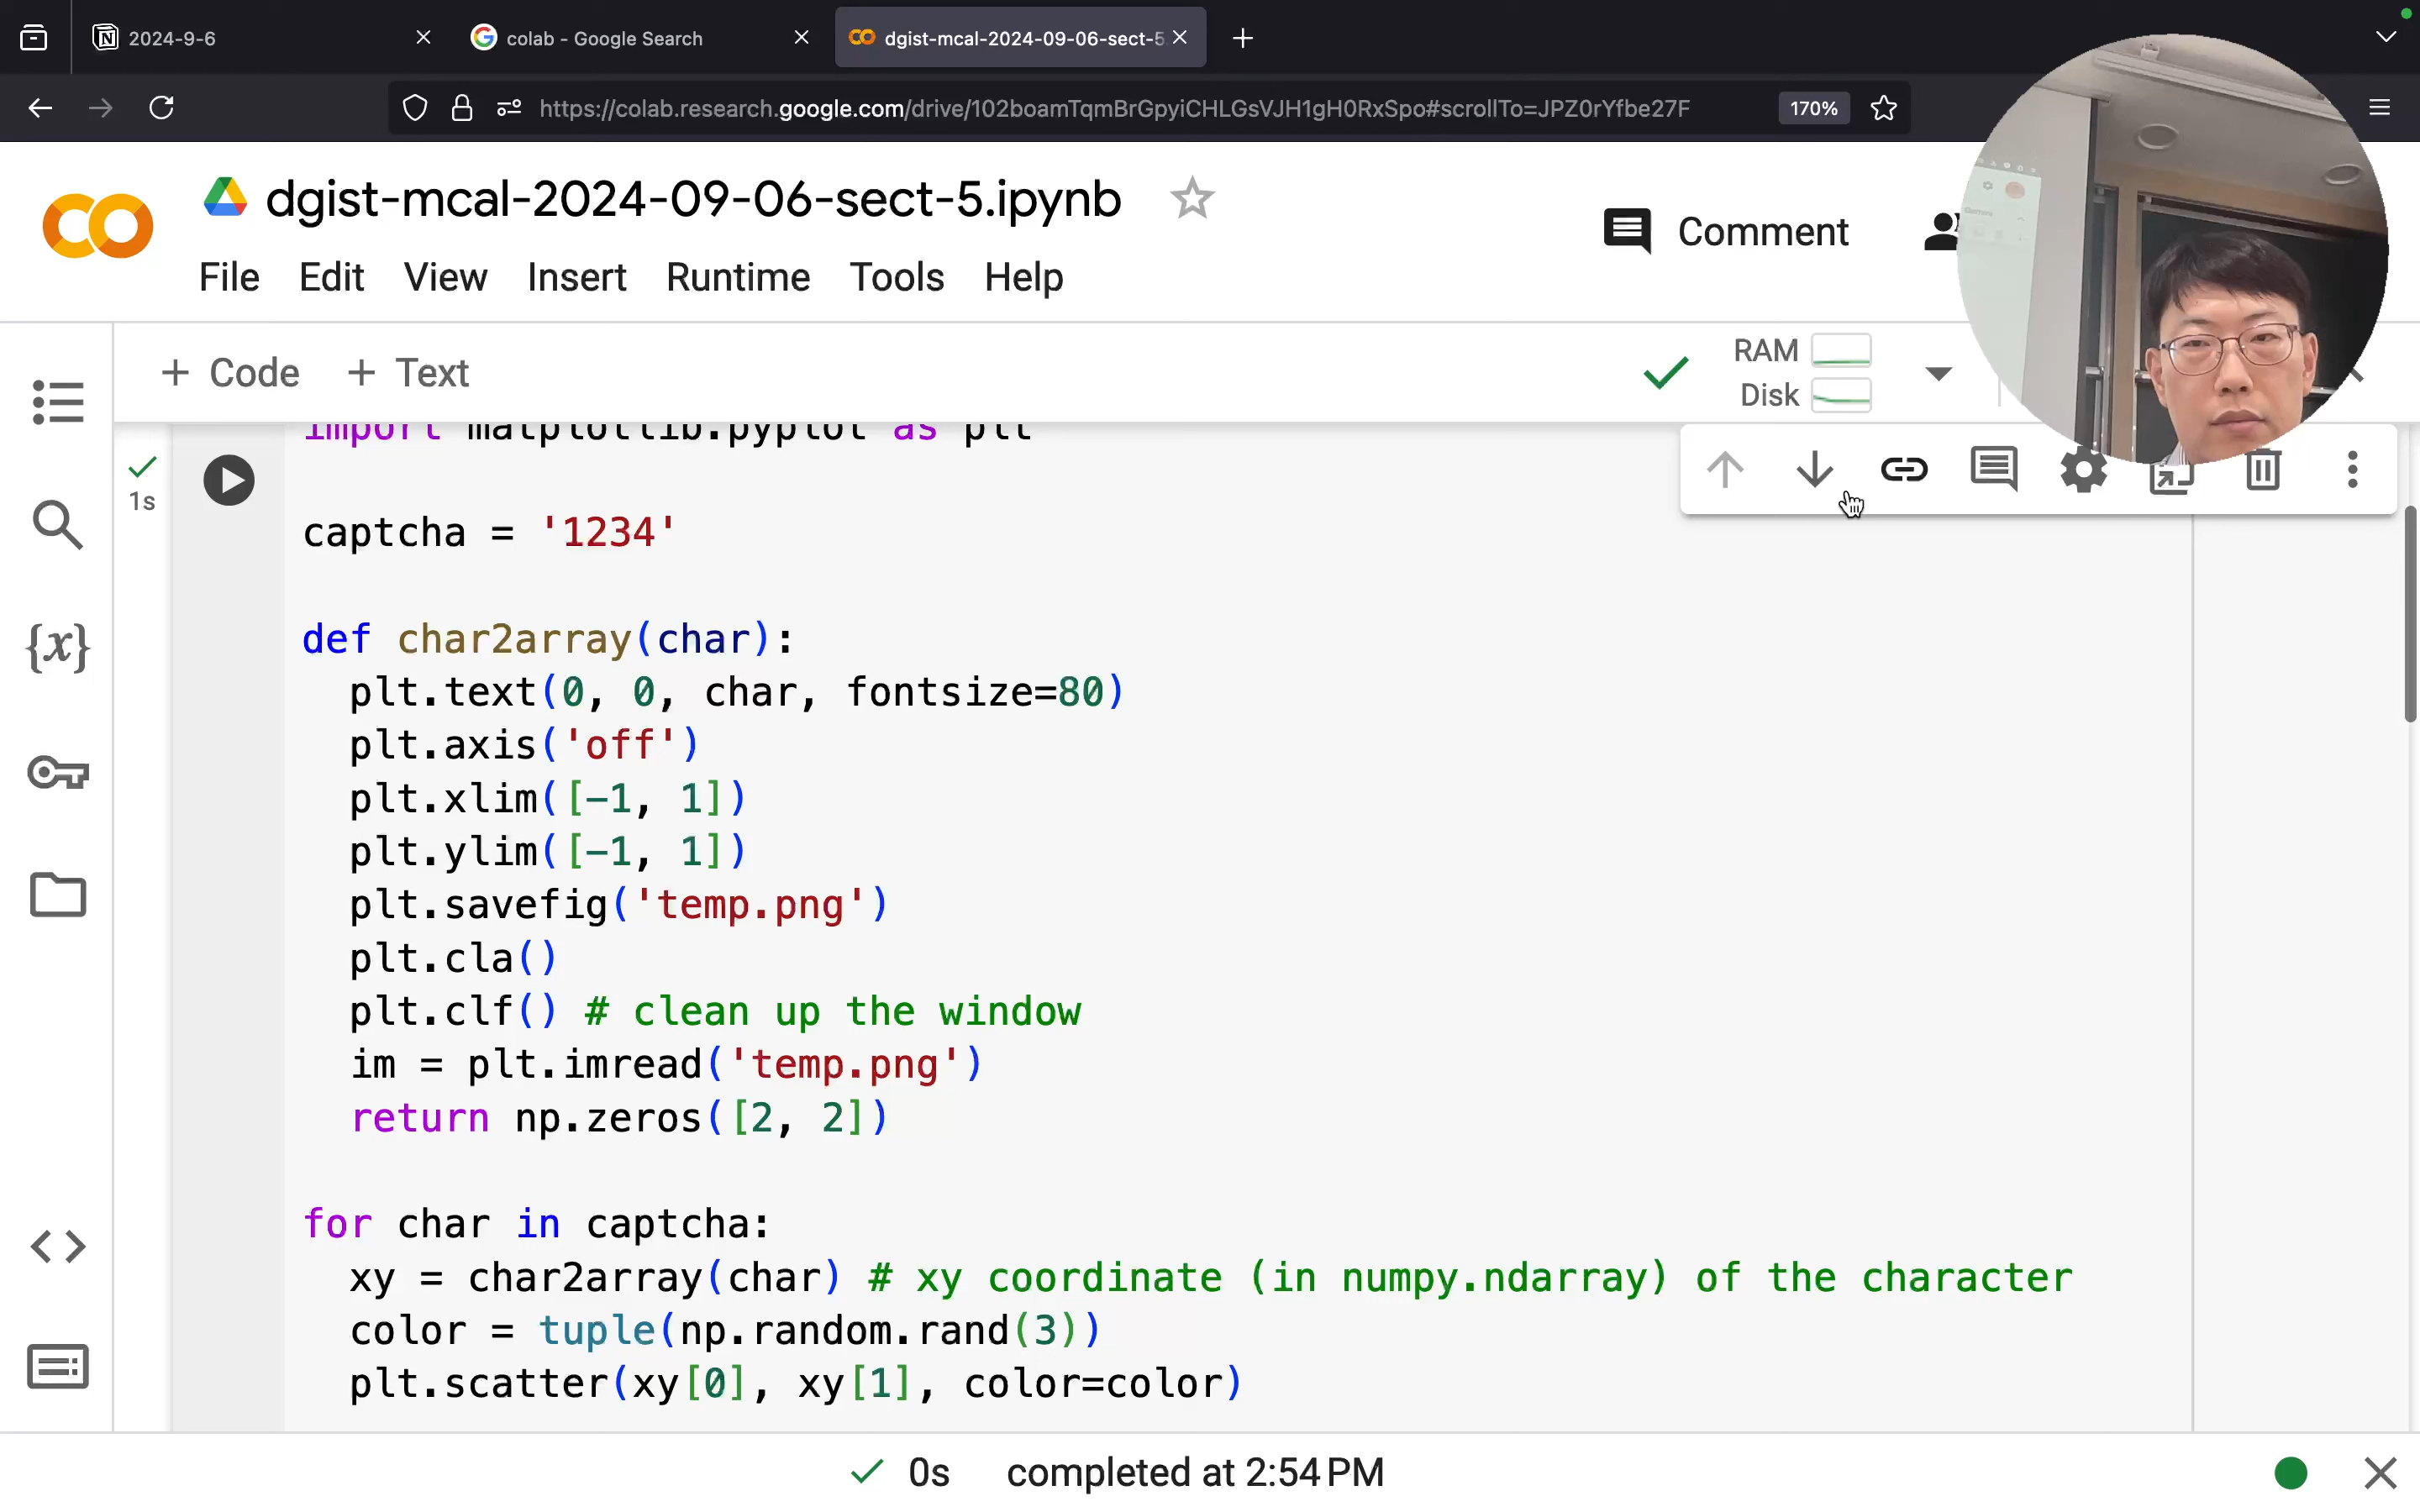 2024-9-6
colab - Google Search
dgist-mcal-2024-09-06-sect-5
https://colab.research.google.com/drive/102boamTqmBrGpyiCHLGsVJH1gH0RxSpo#scrollTo=JPZ0rYfbe27F
170%
dgist-mcal-2024-09-06-sect-5.ipynb
Comment
File Edit View Insert Runtime Tools Help
+ Code + Text
RAM
Disk
import matplotlib.pyplot as plt
1s
captcha = '1234'
def char2array(char):
plt.text(0, 0, char, fontsize=80)
plt.axis('off')
plt.xlim([-1, 1])
plt.ylim([-1, 1])
plt.savefig('temp.png')
plt.cla()
plt.clf() # clean up the window
im = plt.imread('temp.png')
return np.zeros([2, 2])
for char in captcha:
xy = char2array(char) # xy coordinate (in numpy.ndarray) of the character
color = tuple(np.random.rand(3))
plt.scatter(xy[0], xy[1], color=color)
0s completed at 2:54 PM